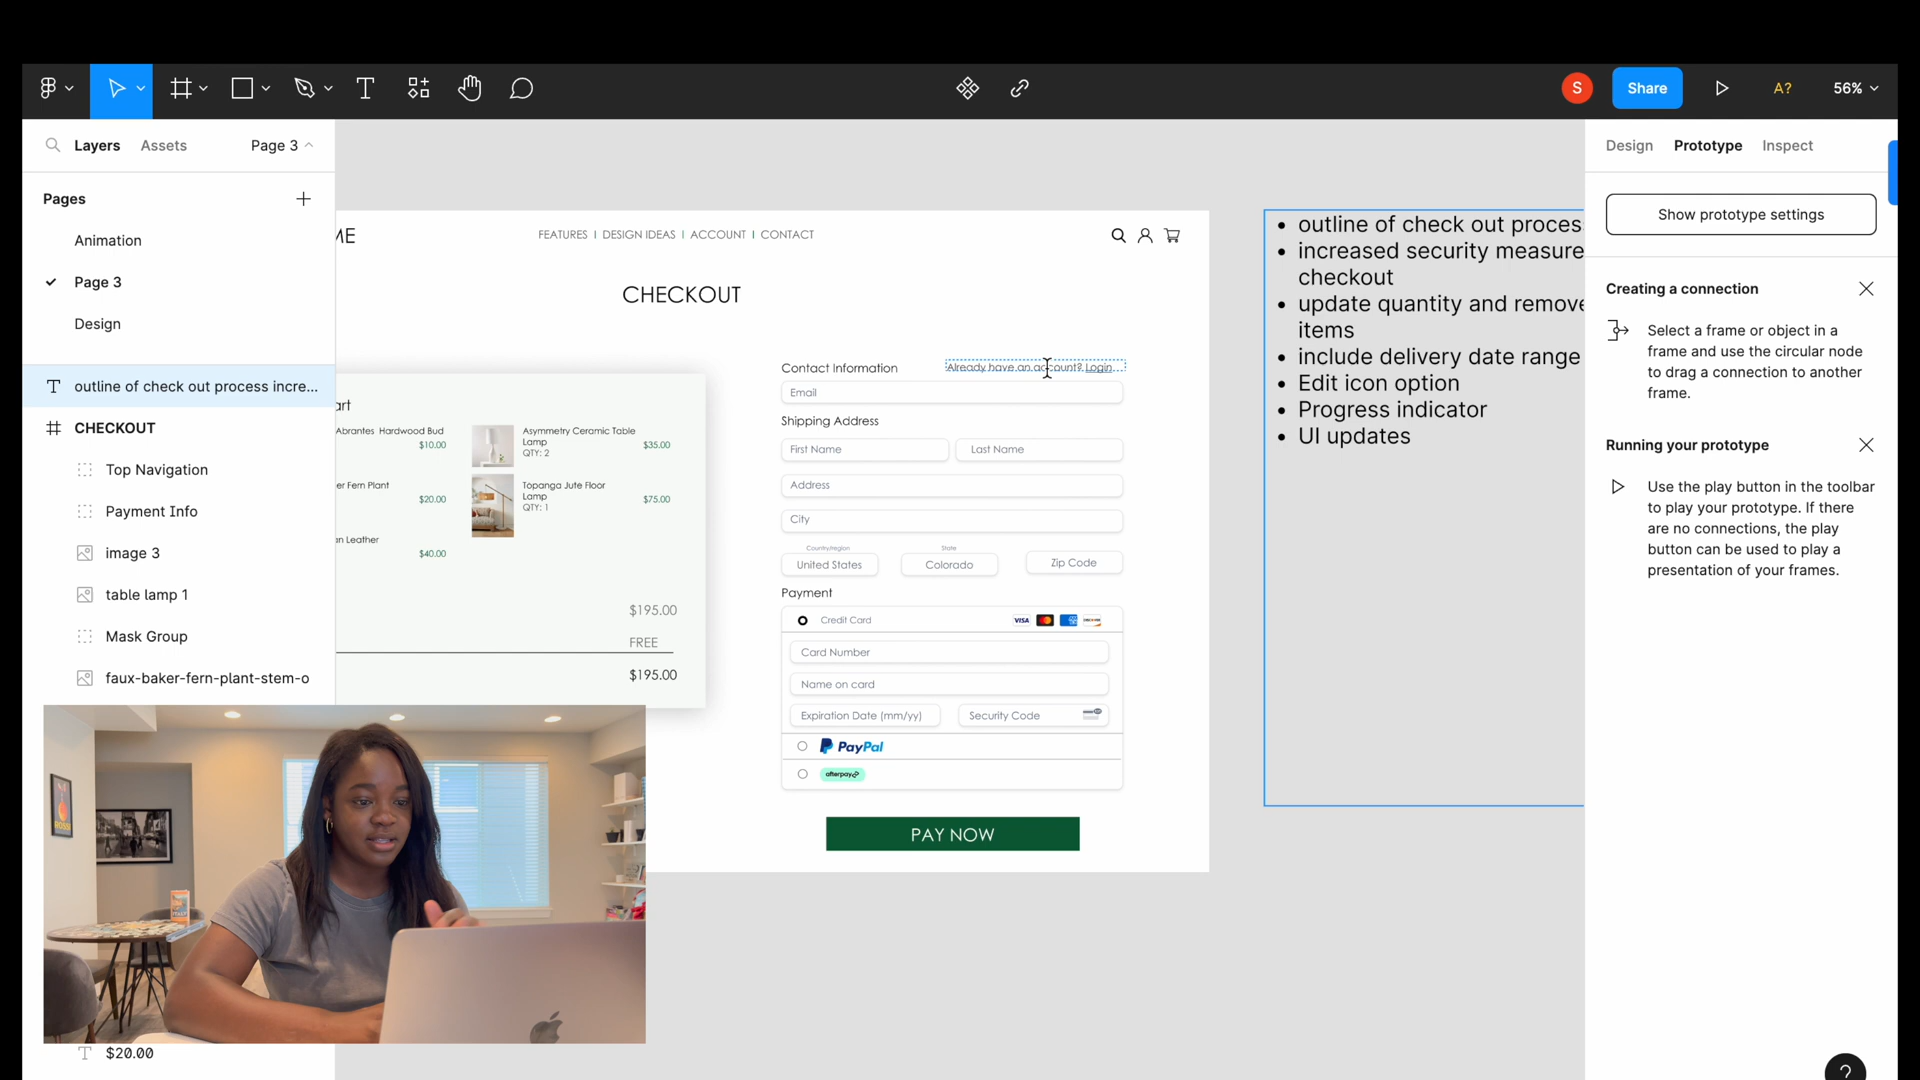 S
Share
A?
56%
Layers
Assets
Page 3
Pages
Animation
Page 3
Design
outline of check out process incre...
CHECKOUT
Top Navigation
Payment Info
image 3
table lamp 1
Mask Group
faux-baker-fern-plant-stem-o
$20.00
ME
FEATURES | DESIGN IDEAS | ACCOUNT | CONTACT
CHECKOUT
art
Abrantes Hardwood Bud
$10.00
er Fern Plant
$20.00
an Leather
$40.00
Asymmetry Ceramic Table
Lamp
QTY: 2
$35.00
Topanga Jute Floor
Lamp
QTY: 1
$75.00
$195.00
FREE
$195.00
Contact Information
Already have an account? Login
Email
Shipping Address
First Name
Last Name
Address
City
Country/region
State
United States
Colorado
Zip Code
Payment
Credit Card
VISA
Card Number
Name on card
Expiration Date (mm/yy)
Security Code
PayPal
afterpay
PAY NOW
outline of check out proces
increased security measure
checkout
update quantity and remove
items
include delivery date range
Edit icon option
Progress indicator
UI updates
Design
Prototype
Inspect
Show prototype settings
Creating a connection
Select a frame or object in a
frame and use the circular node
to drag a connection to another
frame.
Running your prototype
Use the play button in the toolbar
to play your prototype. If there
are no connections, the play
button can be used to play a
presentation of your frames.
?